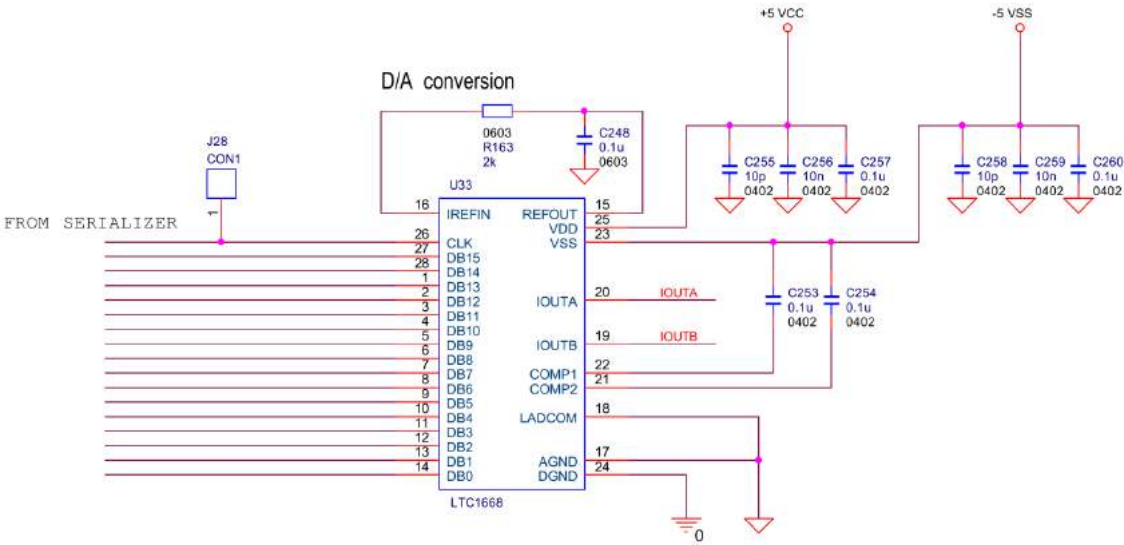 +5 VCC
-5 VSS
D/A conversion
0603
R163
2k
C248
0.1u
0603
J28
CON1
1
C255
10p
0402
C256
10n
0402
C257
0.1u
0402
C258
10p
0402
C259
10n
0402
C260
0.1u
0402
U33
FROM SERIALIZER
16 IREFIN
REFOUT 15
VDD 25
VSS 23
26 CLK
27 DB15
28 DB14
1 DB13
2 DB12
3 DB11
4 DB10
5 DB9
6 DB8
7 DB7
8 DB6
9 DB5
10 DB4
11 DB3
12 DB2
13 DB1
14 DB0
IOUTA 20 IOUTA
IOUTB 19 IOUTB
COMP1 22
COMP2 21
LADCOM 18
AGND 17
DGND 24
C253
0.1u
0402
C254
0.1u
0402
LTC1668
0